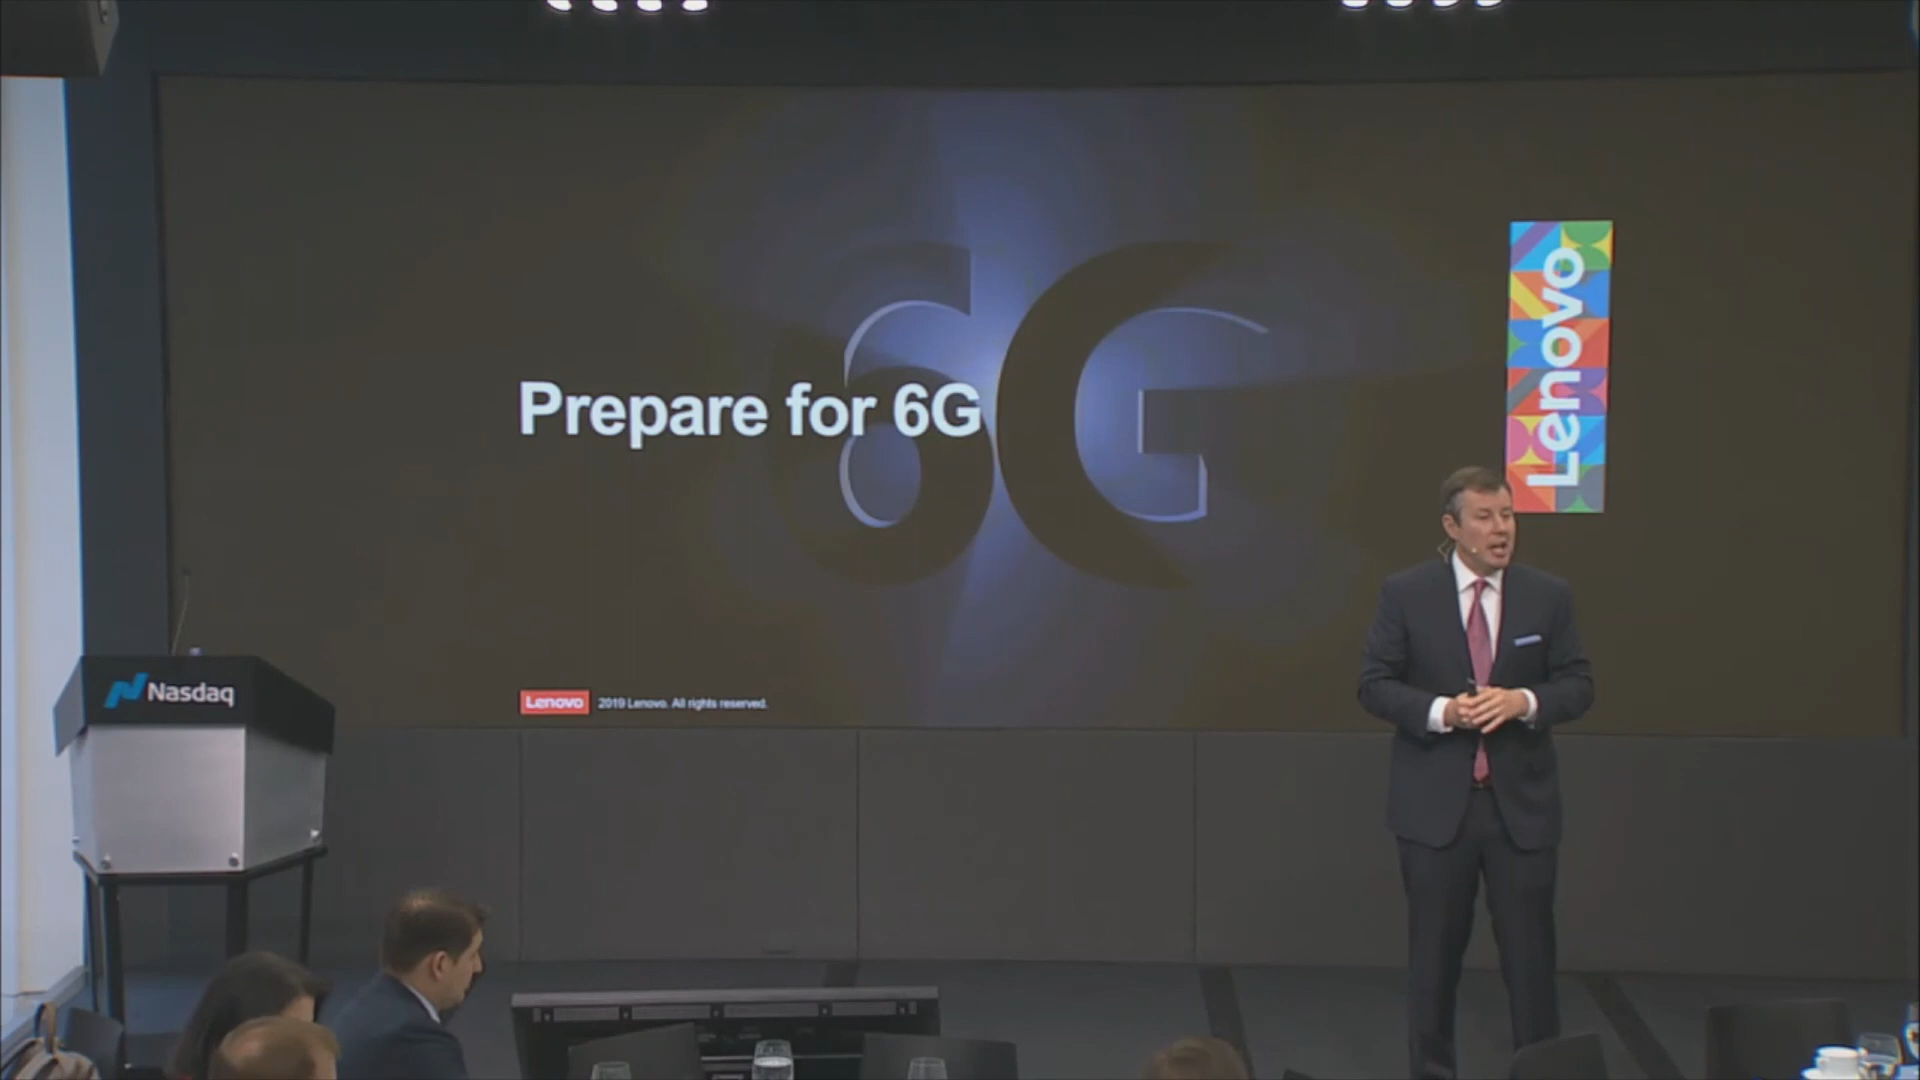 6G
Prepare for 6G
Lenovo
Nasdaq
Lenovo 2019 Lenovo. All rights reserved.